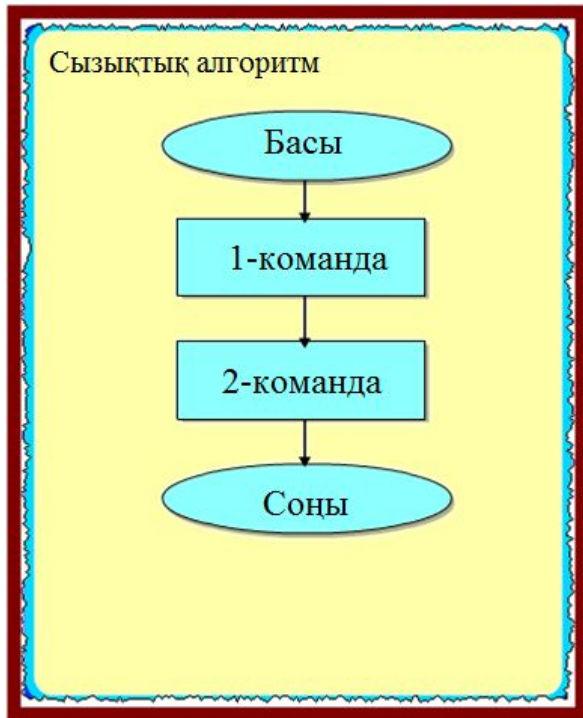 Сызықтық алгоритм
Басы
1-команда
2-команда
Соңы